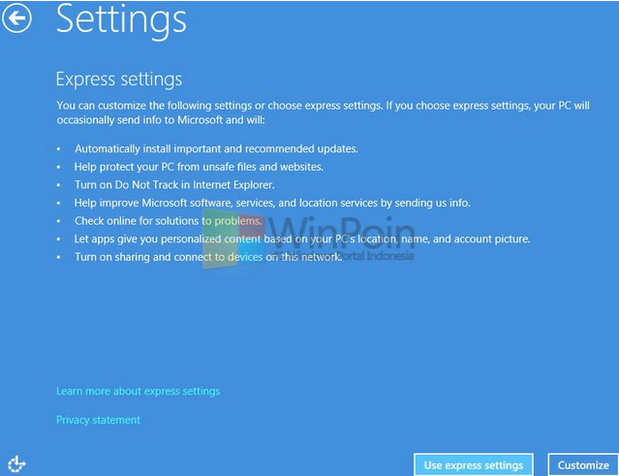 Settings
Express settings
You can customize the following settings or choose express settings. If you choose express settings, your PC will
occasionally send info to Microsoft and will:
• Automatically install important and recommended updates.
• Help protect your PC from unsafe files and websites.
• Turn on Do Not Track in Internet Explorer.
• Help improve Microsoft software, services, and location services by sending us info.
• Check online for solutions to problems.
• Let apps give you personalized content based on your PC's location, name, and account picture.
• Turn on sharing and connect to devices on this network.
WinPoin
Portal Indonesia
Learn more about express settings
Privacy statement
Use express settings
Customize